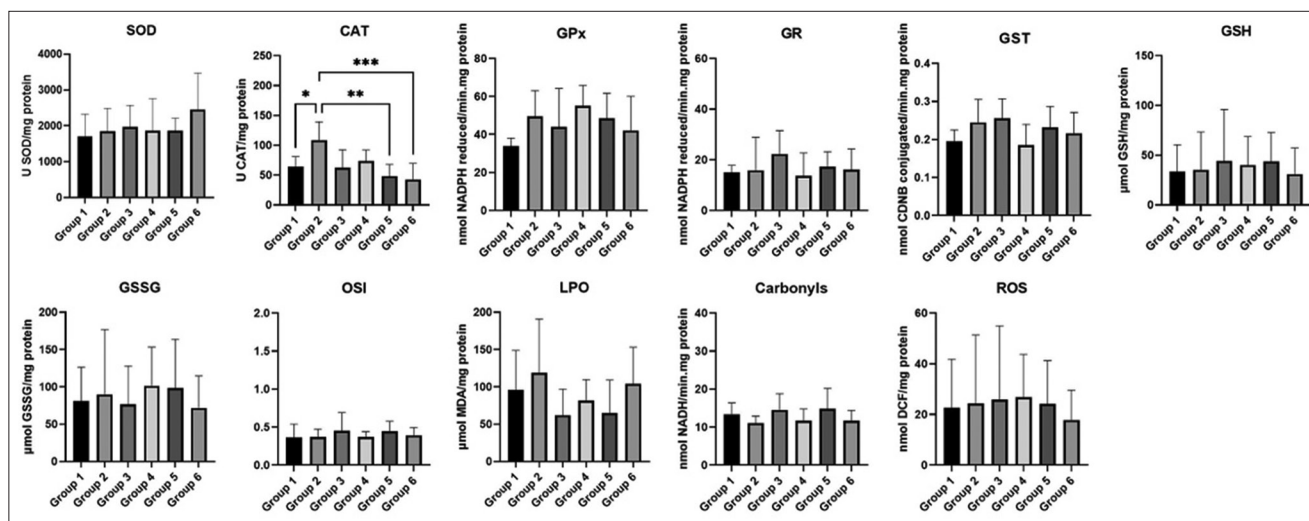 SOD
U SOD/mg protein
4000
3000
2000
1000
0
Group 1
Group 2
Group 3
Group 4
Group 5
Group 6
CAT
U CAT/mg protein
250
200
150
100
50
0
***
*
**
Group 1
Group 2
Group 3
Group 4
Group 5
Group 6
GPx
nmol NADPH reduced/min.mg protein
80
60
40
20
0
Group 1
Group 2
Group 3
Group 4
Group 5
Group 6
GR
nmol NADPH reduced/min.mg protein
60
40
20
0
Group 1
Group 2
Group 3
Group 4
Group 5
Group 6
GST
nmol CDNB conjugated/min.mg protein
0.4
0.3
0.2
0.1
0.0
Group 1
Group 2
Group 3
Group 4
Group 5
Group 6
GSH
µmol GSH/mg protein
150
100
50
0
Group 1
Group 2
Group 3
Group 4
Group 5
Group 6
GSSG
µmol GSSG/mg protein
200
150
100
50
0
Group 1
Group 2
Group 3
Group 4
Group 5
Group 6
OSI
2.0
1.5
1.0
0.5
0.0
Group 1
Group 2
Group 3
Group 4
Group 5
Group 6
LPO
µmol MDA/mg protein
200
150
100
50
0
Group 1
Group 2
Group 3
Group 4
Group 5
Group 6
Carbonyls
nmol NADH/min.mg protein
40
30
20
10
0
Group 1
Group 2
Group 3
Group 4
Group 5
Group 6
ROS
nmol DCF/mg protein
60
40
20
0
Group 1
Group 2
Group 3
Group 4
Group 5
Group 6